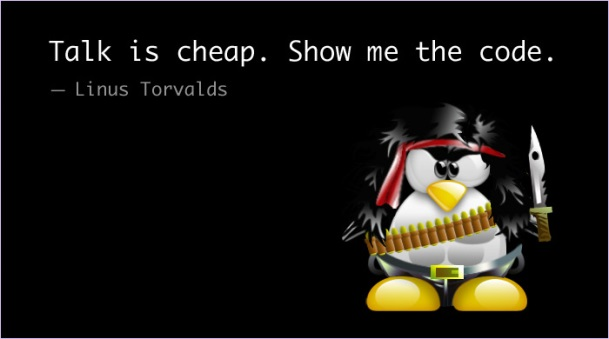 Talk is cheap. Show me the code.
— Linus Torvalds